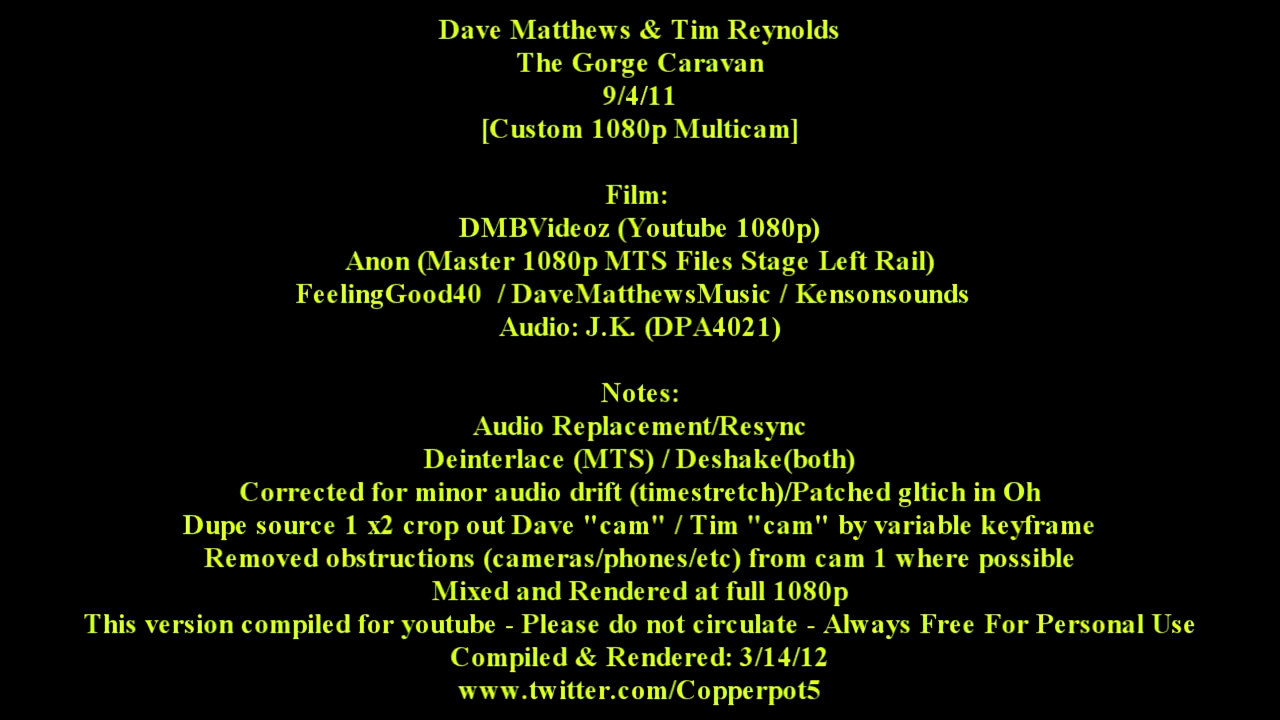 Dave Matthews & Tim Reynolds
The Gorge Caravan
9/4/11
[Custom 1080p Multicam]
Film:
DMBVideoz (Youtube 1080p)
Anon (Master 1080p MTS Files Stage Left Rail)
FeelingGood40  / DaveMatthewsMusic / Kensonsounds
Audio: J.K. (DPA4021)
Notes:
Audio Replacement/Resync
Deinterlace (MTS) / Deshake(both)
Corrected for minor audio drift (timestretch)/Patched gltich in Oh
Dupe source 1 x2 crop out Dave "cam" / Tim "cam" by variable keyframe
Removed obstructions (cameras/phones/etc) from cam 1 where possible
Mixed and Rendered at full 1080p
This version compiled for youtube - Please do not circulate - Always Free For Personal Use
Compiled & Rendered: 3/14/12
www.twitter.com/Copperpot5